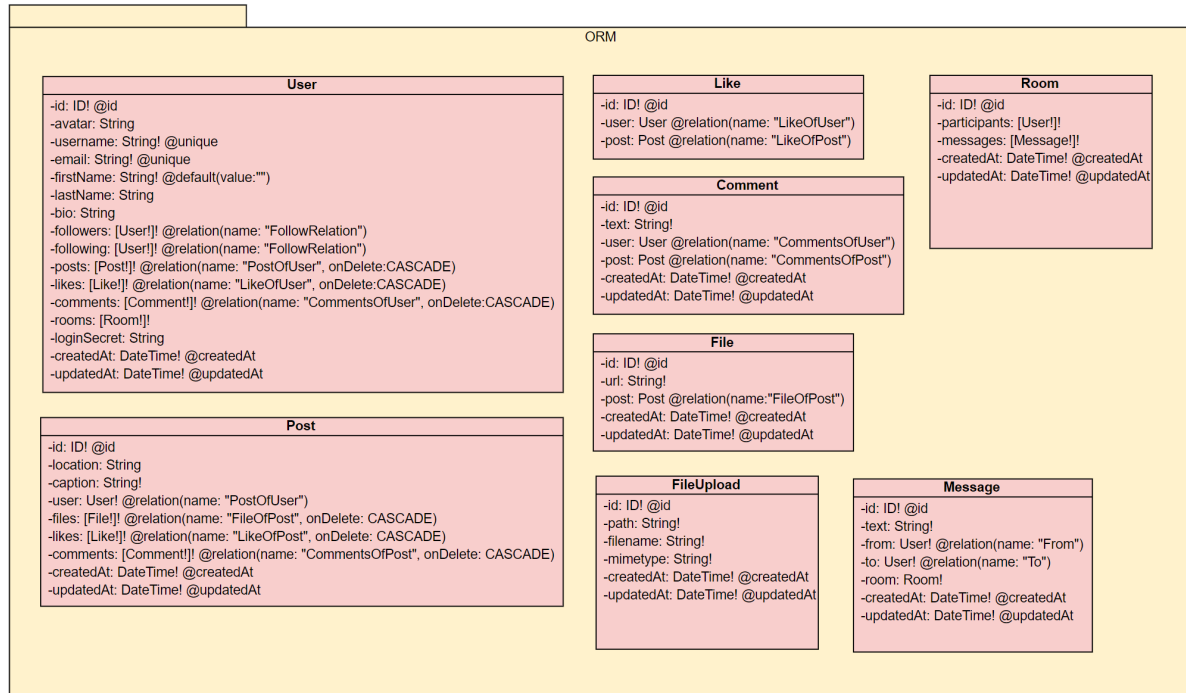 ORM
User
-id: ID! @id
-avatar: String
-username: String! @unique
-email: String! @unique
-firstName: String! @default(value:"")
-lastName: String
-bio: String
-followers: [User!]! @relation(name: "FollowRelation")
-following: [User!]! @relation(name: "FollowRelation")
-posts: [Post!]! @relation(name: "PostOfUser", onDelete:CASCADE)
-likes: [Like!]! @relation(name: "LikeOfUser", onDelete:CASCADE)
-comments: [Comment!]! @relation(name: "CommentsOfUser", onDelete:CASCADE)
-rooms: [Room!]!
-loginSecret: String
-createdAt: DateTime! @createdAt
-updatedAt: DateTime! @updatedAt
Post
-id: ID! @id
-location: String
-caption: String!
-user: User! @relation(name: "PostOfUser")
-files: [File!]! @relation(name: "FileOfPost", onDelete: CASCADE)
-likes: [Like!]! @relation(name: "LikeOfPost", onDelete: CASCADE)
-comments: [Comment!]! @relation(name: "CommentsOfPost", onDelete: CASCADE)
-createdAt: DateTime! @createdAt
-updatedAt: DateTime! @updatedAt
Like
-id: ID! @id
-user: User @relation(name: "LikeOfUser")
-post: Post @relation(name: "LikeOfPost")
Comment
-id: ID! @id
-text: String!
-user: User @relation(name: "CommentsOfUser")
-post: Post @relation(name: "CommentsOfPost")
-createdAt: DateTime! @createdAt
-updatedAt: DateTime! @updatedAt
File
-id: ID! @id
-url: String!
-post: Post @relation(name:"FileOfPost")
-createdAt: DateTime! @createdAt
-updatedAt: DateTime! @updatedAt
FileUpload
-id: ID! @id
-path: String!
-filename: String!
-mimetype: String!
-createdAt: DateTime! @createdAt
-updatedAt: DateTime! @updatedAt
Room
-id: ID! @id
-participants: [User!]!
-messages: [Message!]!
-createdAt: DateTime! @createdAt
-updatedAt: DateTime! @updatedAt
Message
-id: ID! @id
-text: String!
-from: User! @relation(name: "From")
-to: User! @relation(name: "To")
-room: Room!
-createdAt: DateTime! @createdAt
-updatedAt: DateTime! @updatedAt